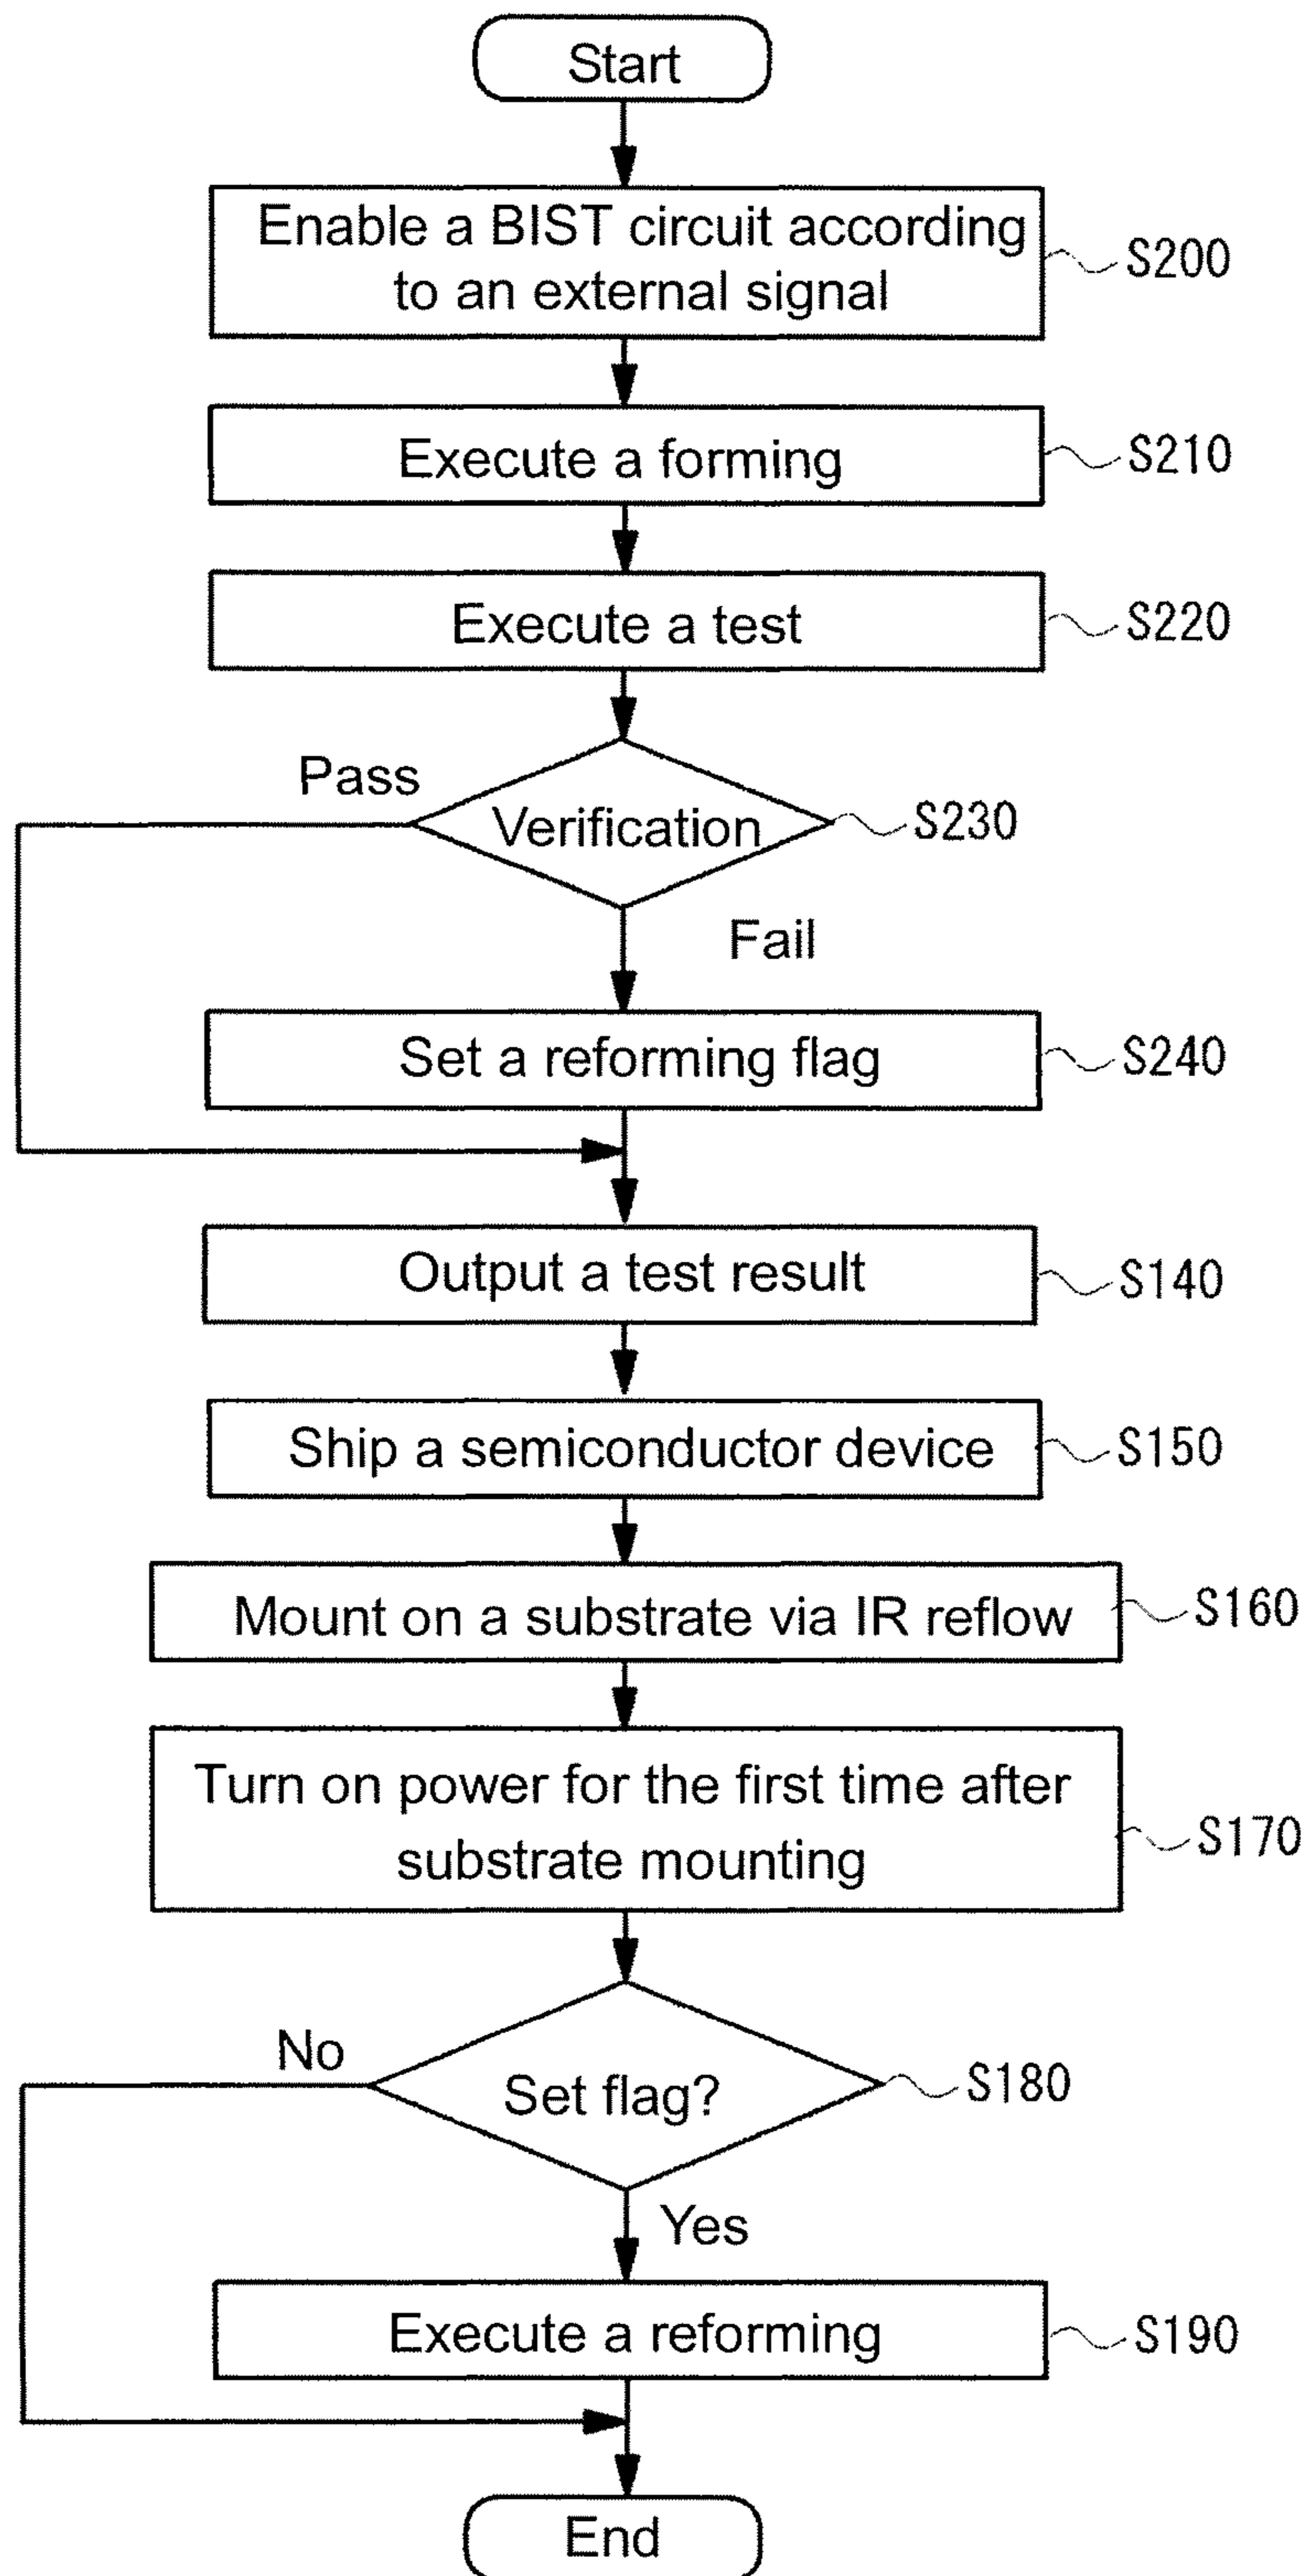 Start
Enable a BIST circuit according
to an external signal
S200
Execute a forming
S210
Execute a test
S220
Pass
Verification
S230
Fail
Set a reforming flag
S240
Output a test result
S140
Ship a semiconductor device
S150
Mount on a substrate via IR reflow
S160
Turn on power for the first time after
substrate mounting
S170
No
Set flag?
S180
Yes
Execute a reforming
S190
End